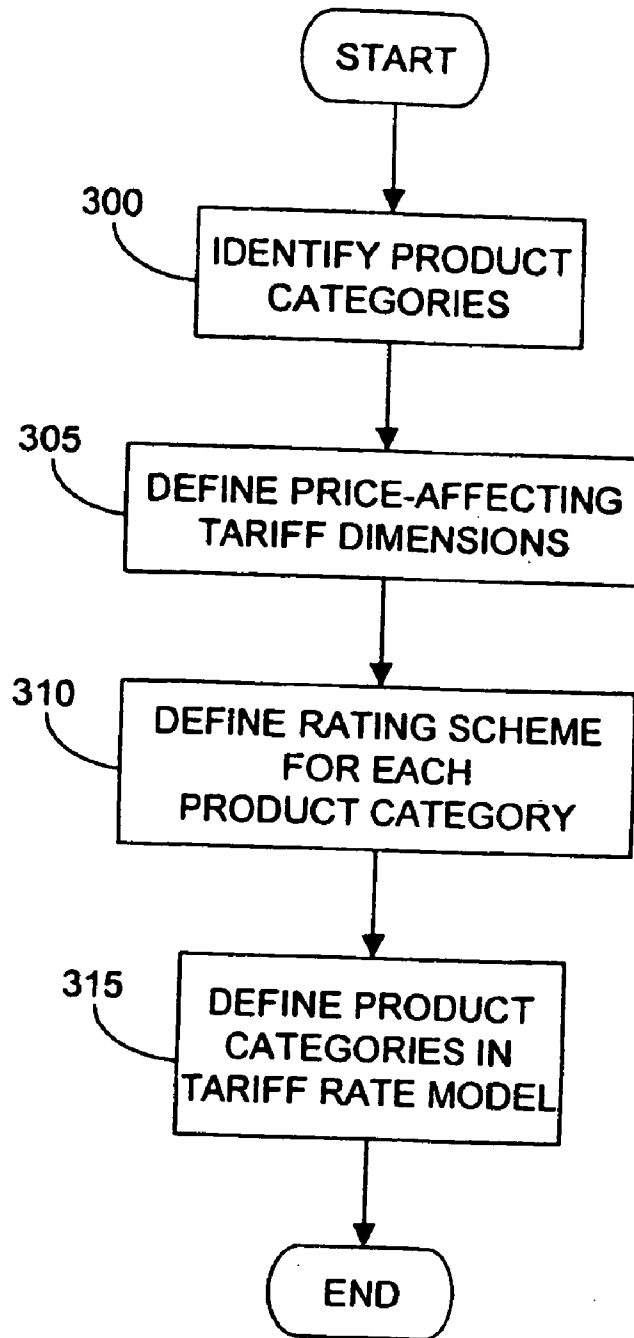 START
300
IDENTIFY PRODUCT
CATEGORIES
305
DEFINE PRICE-AFFECTING
TARIFF DIMENSIONS
310
DEFINE RATING SCHEME
FOR EACH
PRODUCT CATEGORY
315
DEFINE PRODUCT
CATEGORIES IN
TARIFF RATE MODEL
END